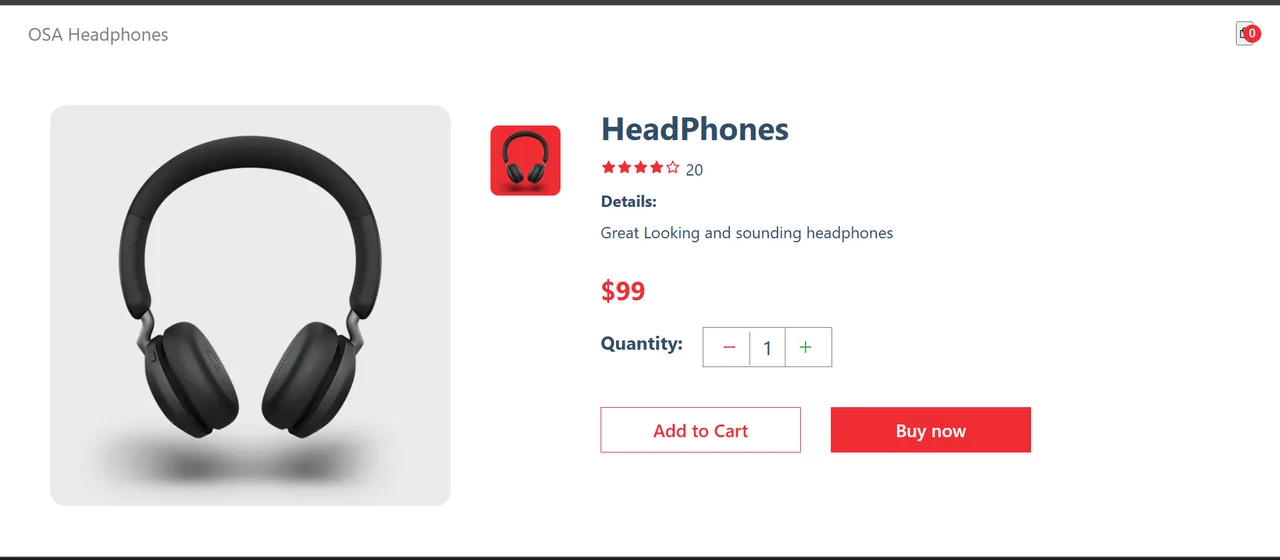 OSA Headphones
0
HeadPhones
20
Details:
Great Looking and sounding headphones
$99
Quantity: − 1 +
Add to Cart
Buy now